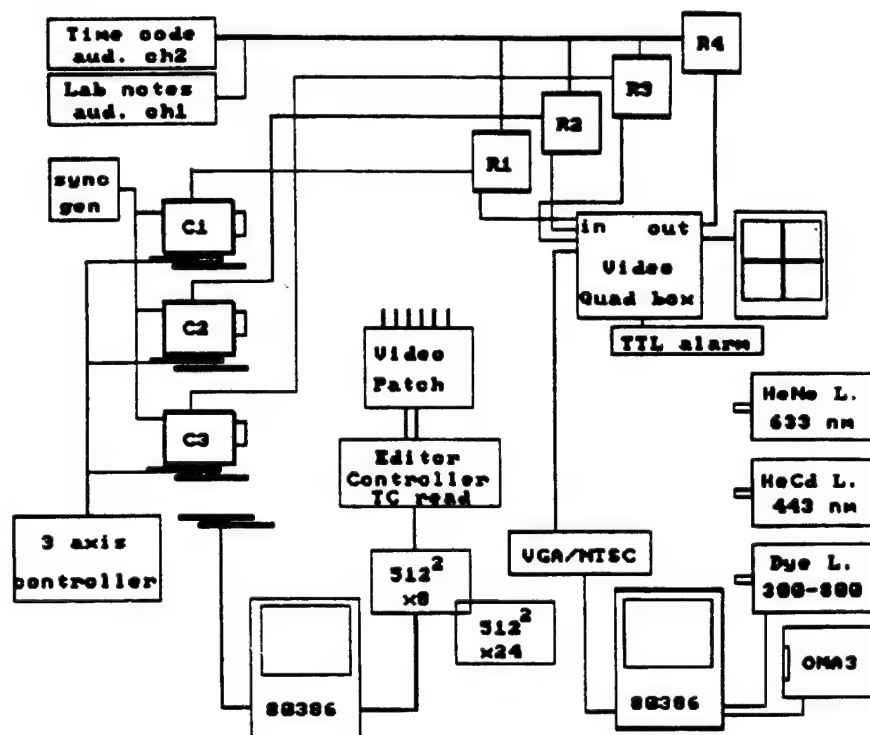 Time code
aud. ch2
Lab notes
aud. ch1
R4
R3
R2
R1
sync
gen
C1
in out
Video
Quad box
C2
TTL alarm
Video
Patch
HeNe L.
633 nm
C3
Editor
Controller
TC read
HeCd L.
443 nm
3 axis
controller
VGA/NTSC
Dye L.
300-800
512²
x8
512²
x24
OMA3
80386
80386